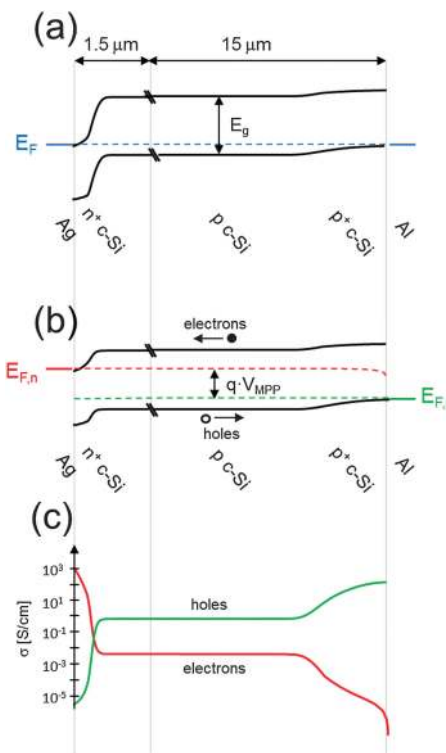 (a)
1.5 μm 15 μm
E_F
E_g
Ag n⁺ c-Si p c-Si p⁺ c-Si Al
(b)
electrons
E_F,n
q·V_MPP
E_F,
holes
Ag n⁺ c-Si p c-Si p⁺ c-Si Al
(c)
σ [S/cm]
10³
10¹
10⁻¹
10⁻³
10⁻⁵
holes
electrons